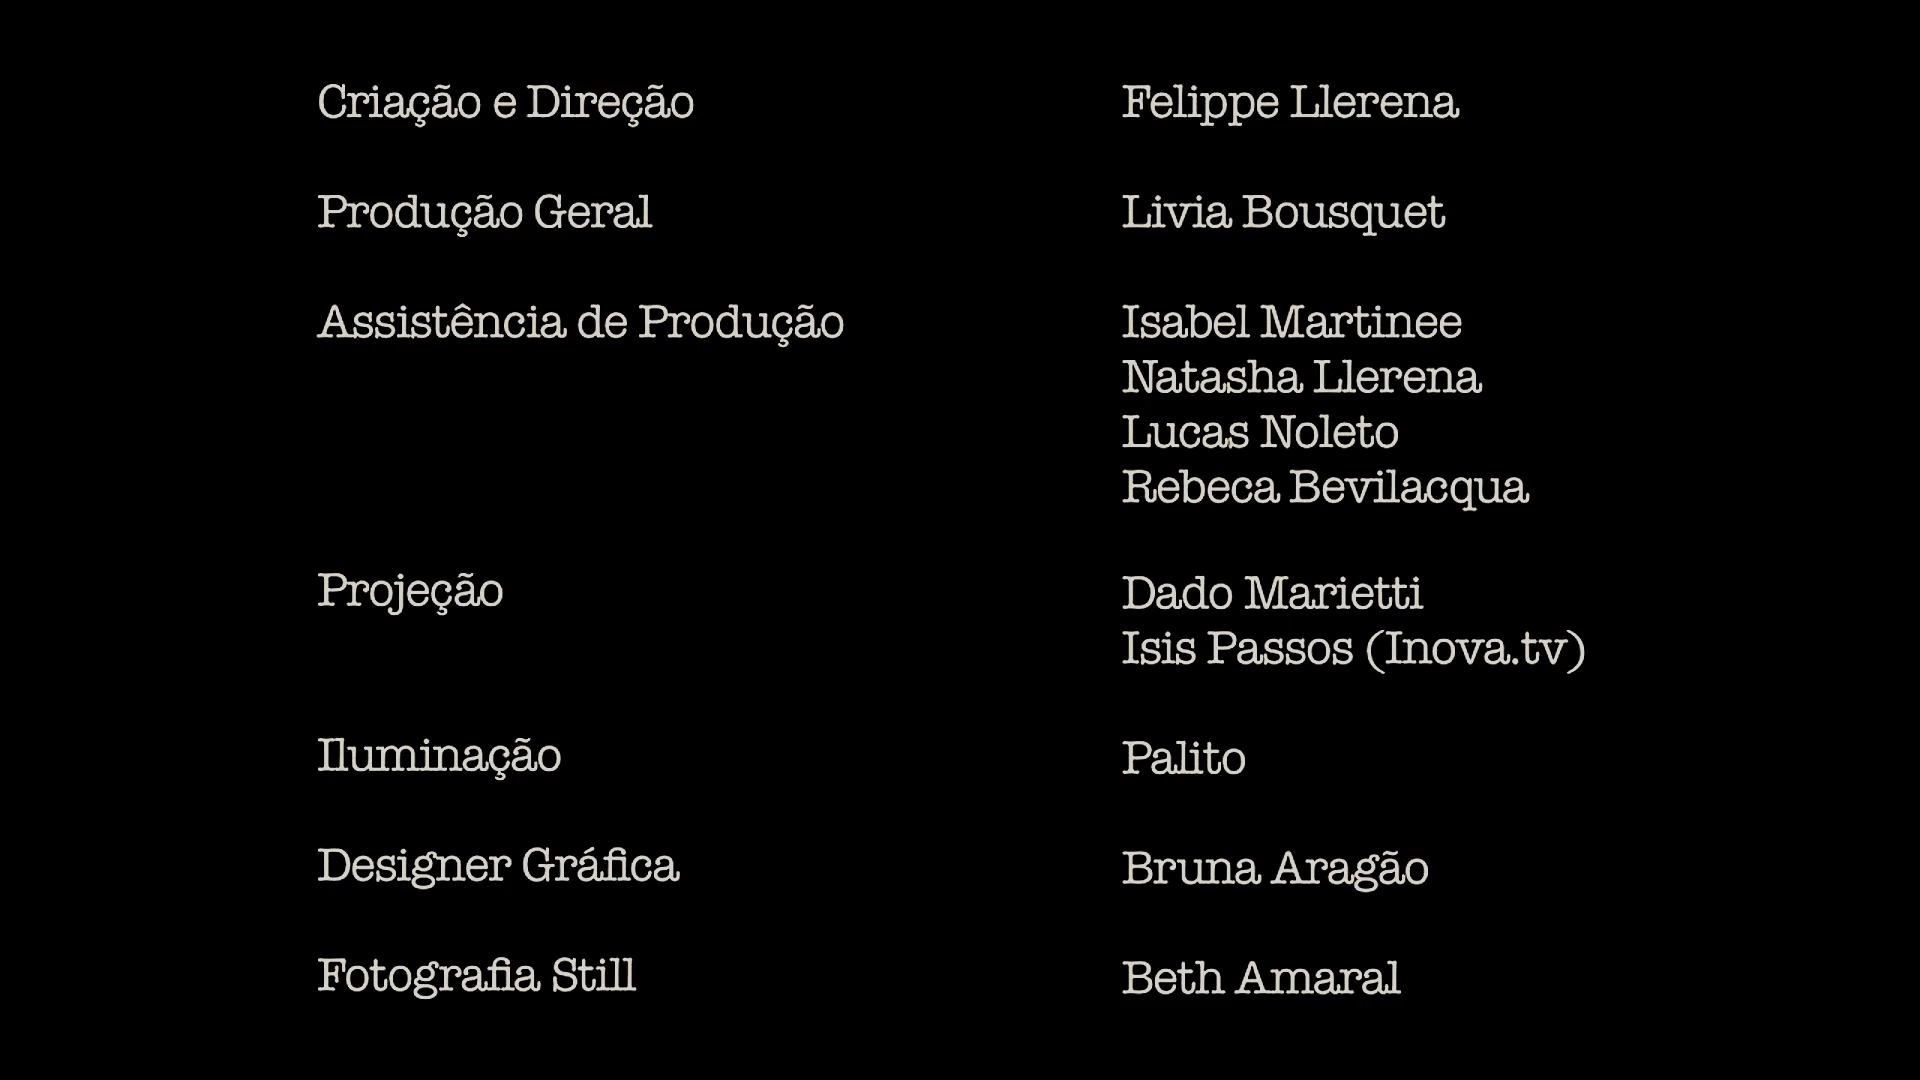 Criação e Direção Felippe Llerena
Produção Geral Livia Bousquet
Assistência de Produção Isabel Martinee
Natasha Llerena
Lucas Noleto
Rebeca Bevilacqua
Projeção Dado Marietti
Isis Passos (Inova.tv)
Iluminação Palito
Designer Gráfica Bruna Aragão
Fotografia Still Beth Amaral